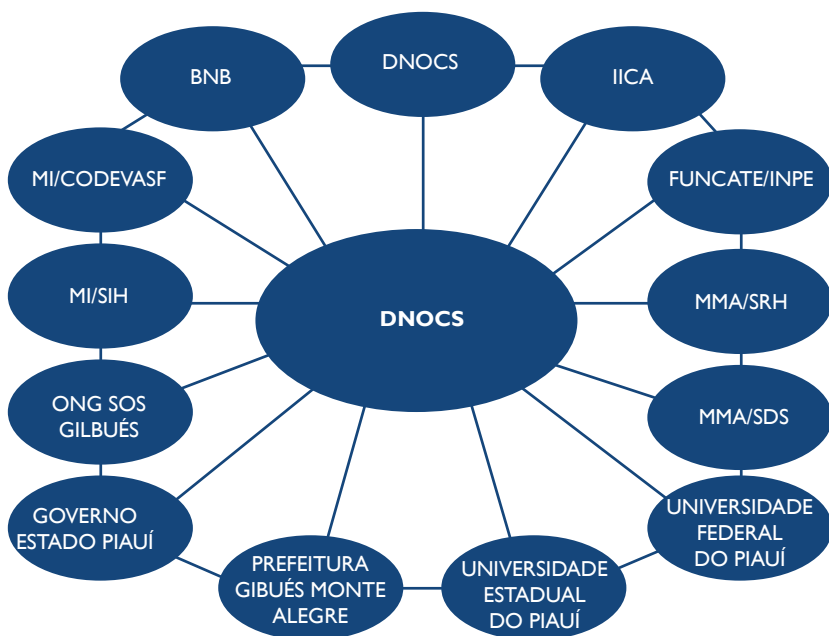 DNOCS
BNB
IICA
MI/CODEVASF
FUNCATE/INPE
MI/SIH
DNOCS
MMA/SRH
ONG SOS
GILBUÉS
MMA/SDS
GOVERNO
ESTADO PIAUÍ
UNIVERSIDADE
FEDERAL
DO PIAUÍ
PREFEITURA
GIBUÉS MONTE
ALEGRE
UNIVERSIDADE
ESTADUAL
DO PIAUÍ